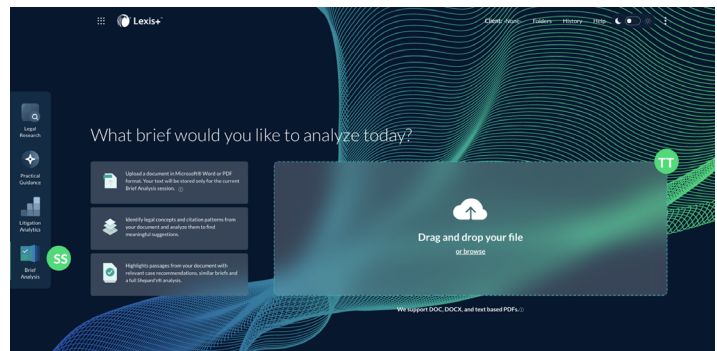 Lexis+
Client: -None-
Folders
History
Help
Legal
Research
Practical
Guidance
Litigation
Analytics
Brief
Analysis
SS
What brief would you like to analyze today?
Upload a document in Microsoft® Word or PDF
format. Your text will be stored only for the current
Brief Analysis session.
Identify legal concepts and citation patterns from
your document and analyze them to find
meaningful suggestions.
Highlights passages from your document with
relevant case recommendations, similar briefs and
a full Shepard's® analysis.
TT
Drag and drop your file
or browse
We support DOC, DOCX, and text based PDFs.